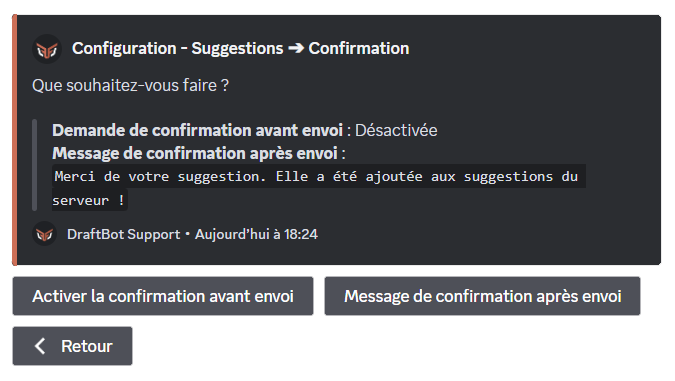 Configuration - Suggestions ➔ Confirmation
Que souhaitez-vous faire ?
Demande de confirmation avant envoi : Désactivée
Message de confirmation après envoi :
Merci de votre suggestion. Elle a été ajoutée aux suggestions du
serveur !
DraftBot Support • Aujourd'hui à 18:24
Activer la confirmation avant envoi
Message de confirmation après envoi
Retour